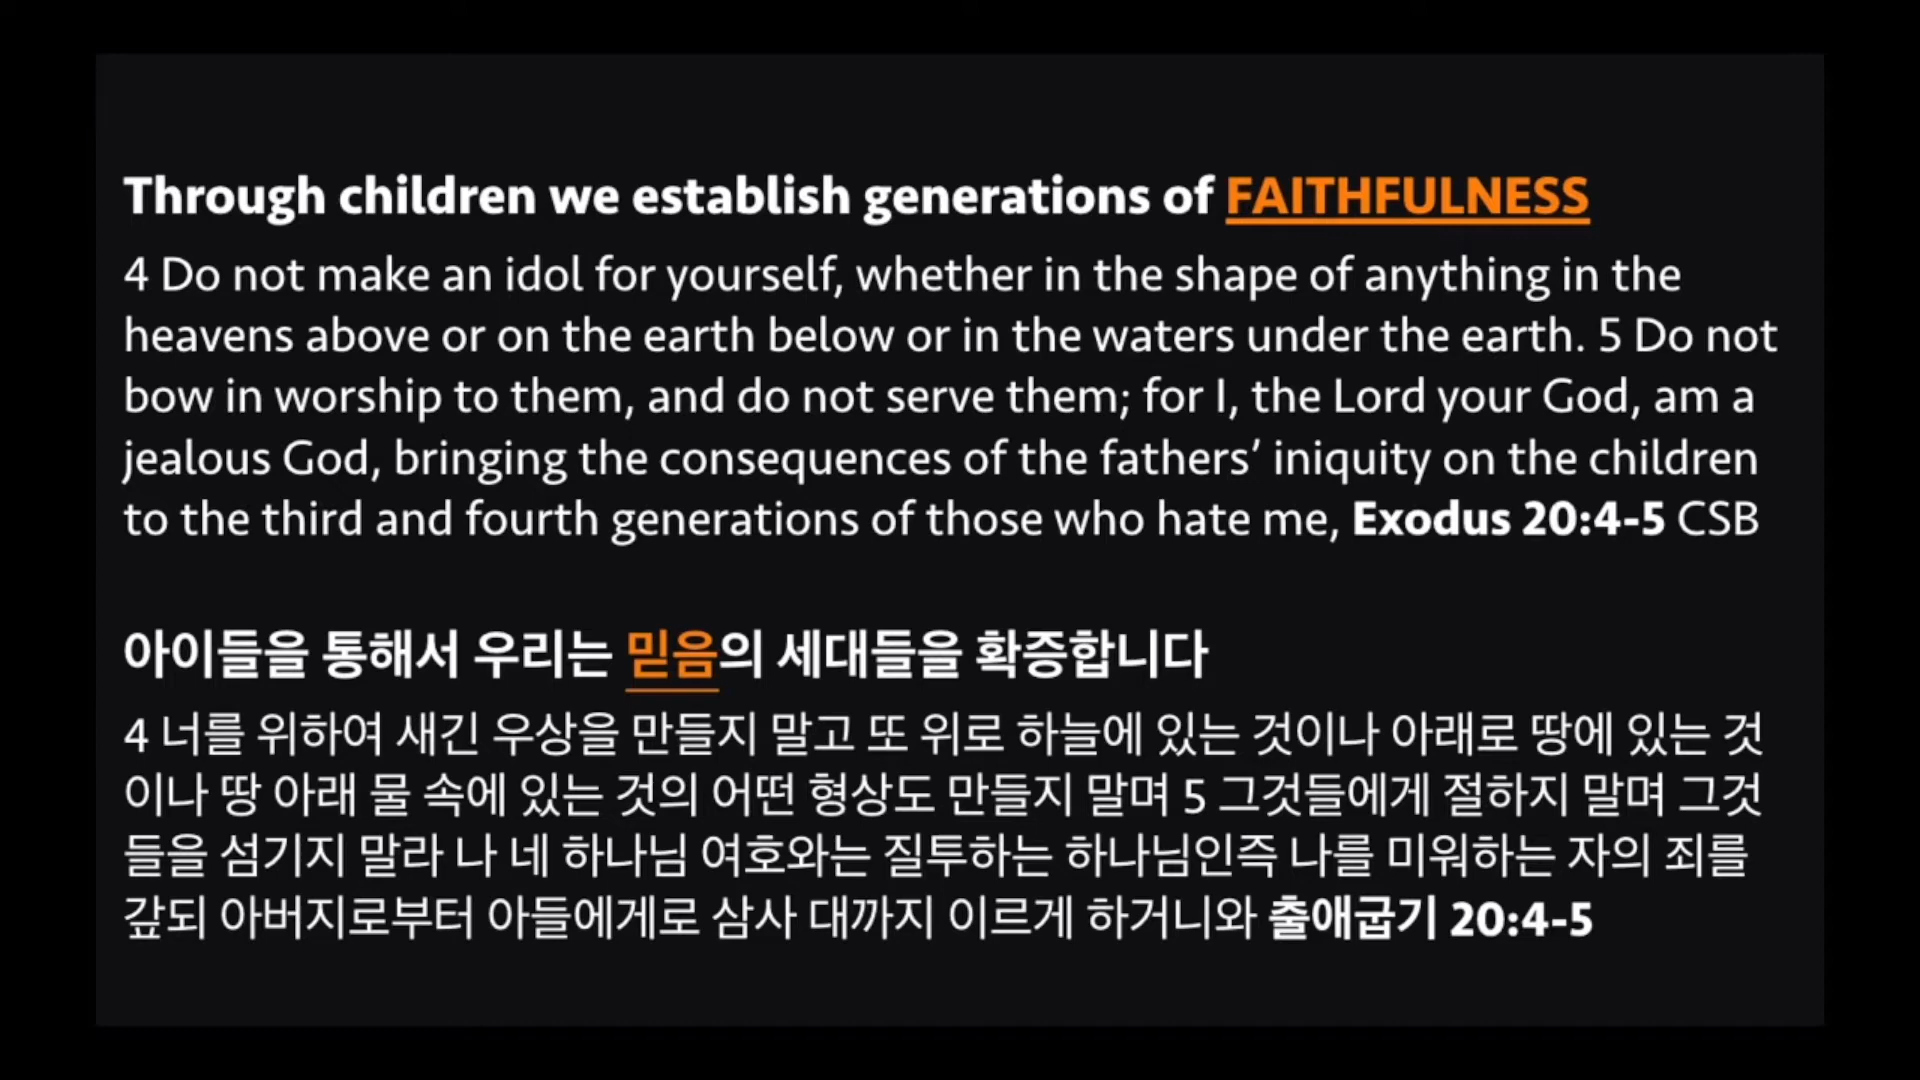 Through children we establish generations of FAITHFULNESS
4 Do not make an idol for yourself, whether in the shape of anything in the
heavens above or on the earth below or in the waters under the earth. 5 Do not
bow in worship to them, and do not serve them; for I, the Lord your God, am a
jealous God, bringing the consequences of the fathers’ iniquity on the children
to the third and fourth generations of those who hate me, Exodus 20:4-5 CSB
아이들을 통해서 우리는 믿음의 세대들을 확증합니다
4 너를 위하여 새긴 우상을 만들지 말고 또 위로 하늘에 있는 것이나 아래로 땅에 있는 것
이나 땅 아래 물 속에 있는 것의 어떤 형상도 만들지 말며 5 그것들에게 절하지 말며 그것
들을 섬기지 말라 나 네 하나님 여호와는 질투하는 하나님인즉 나를 미워하는 자의 죄를
갚되 아버지로부터 아들에게로 삼사 대까지 이르게 하거니와 출애굽기 20:4-5